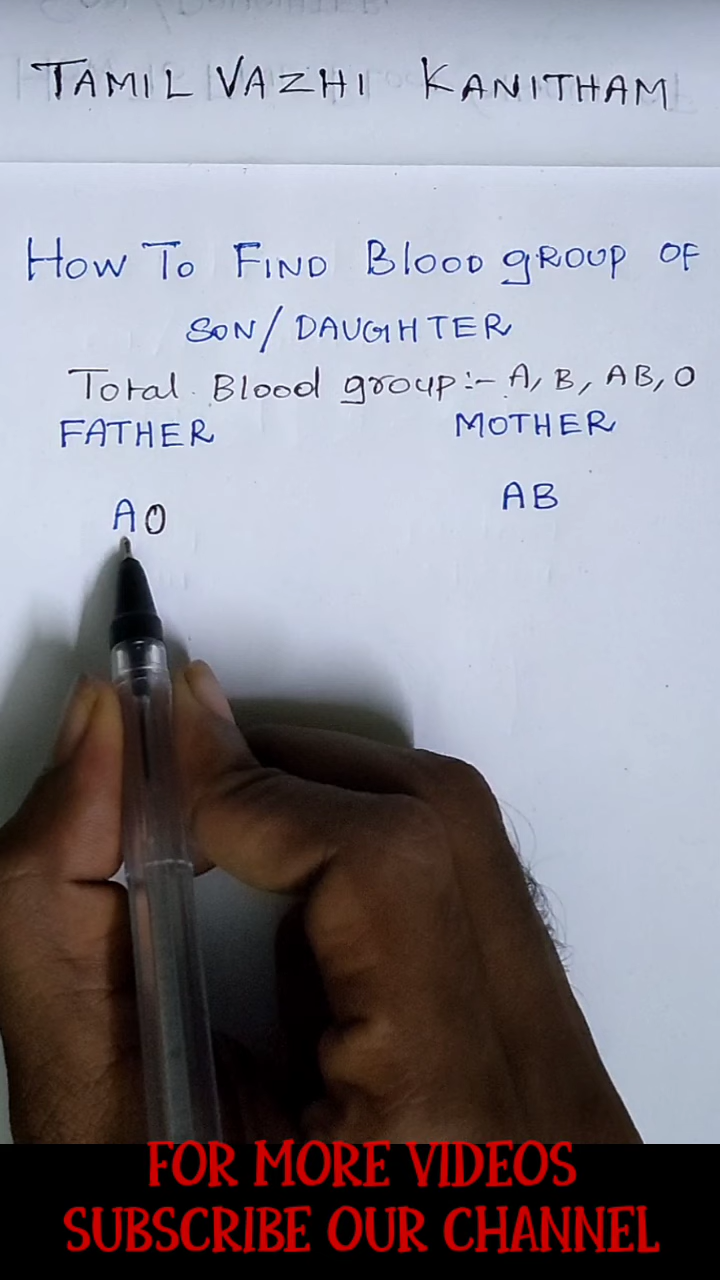 TAMIL VAZHI KANITHAM
HOW TO FIND BLOOD gROUP OF
SON/DAUGHTER
Total Blood group:- A, B, AB, O
FATHER MOTHER
AO AB
FOR MORE VIDEOS
SUBSCRIBE OUR CHANNEL